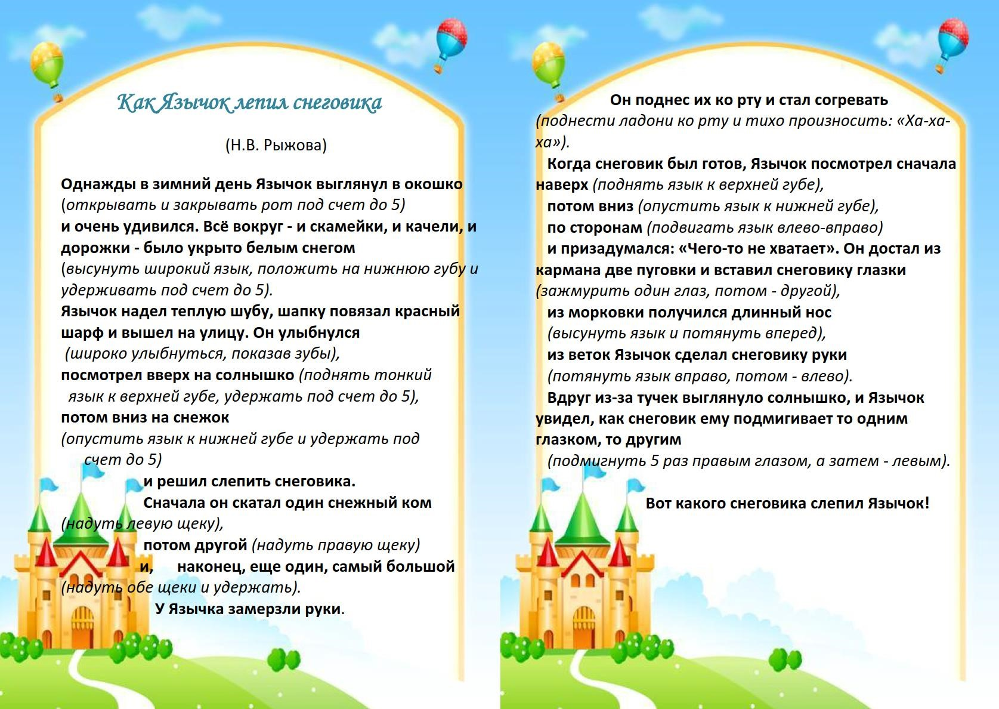 Как Язычок лепил снеговика
(Н.В. Рыжова)
Однажды в зимний день Язычок выглянул в окошко
(открывать и закрывать рот под счет до 5)
и очень удивился. Всё вокруг - и скамейки, и качели, и
дорожки - было укрыто белым снегом
(высунуть широкий язык, положить на нижнюю губу и
удерживать под счет до 5).
Язычок надел теплую шубу, шапку повязал красный
шарф и вышел на улицу. Он улыбнулся
(широко улыбнуться, показав зубы),
посмотрел вверх на солнышко (поднять тонкий
язык к верхней губе, удержать под счет до 5),
потом вниз на снежок
(опустить язык к нижней губе и удержать под
счет до 5)
и решил слепить снеговика.
Сначала он скатал один снежный ком
(надуть левую щеку),
потом другой (надуть правую щеку)
и, наконец, еще один, самый большой
(надуть обе щеки и удержать).
У Язычка замерзли руки.
Он поднес их ко рту и стал согревать
(поднести ладони ко рту и тихо произносить: «Ха-ха-
ха»).
Когда снеговик был готов, Язычок посмотрел сначала
наверх (поднять язык к верхней губе),
потом вниз (опустить язык к нижней губе),
по сторонам (подвигать язык влево-вправо)
и призадумался: «Чего-то не хватает». Он достал из
кармана две пуговки и вставил снеговику глазки
(зажмурить один глаз, потом - другой),
из морковки получился длинный нос
(высунуть язык и потянуть вперед),
из веток Язычок сделал снеговику руки
(потянуть язык вправо, потом - влево).
Вдруг из-за тучек выглянуло солнышко, и Язычок
увидел, как снеговик ему подмигивает то одним
глазком, то другим
(подмигнуть 5 раз правым глазом, а затем - левым).
Вот какого снеговика слепил Язычок!